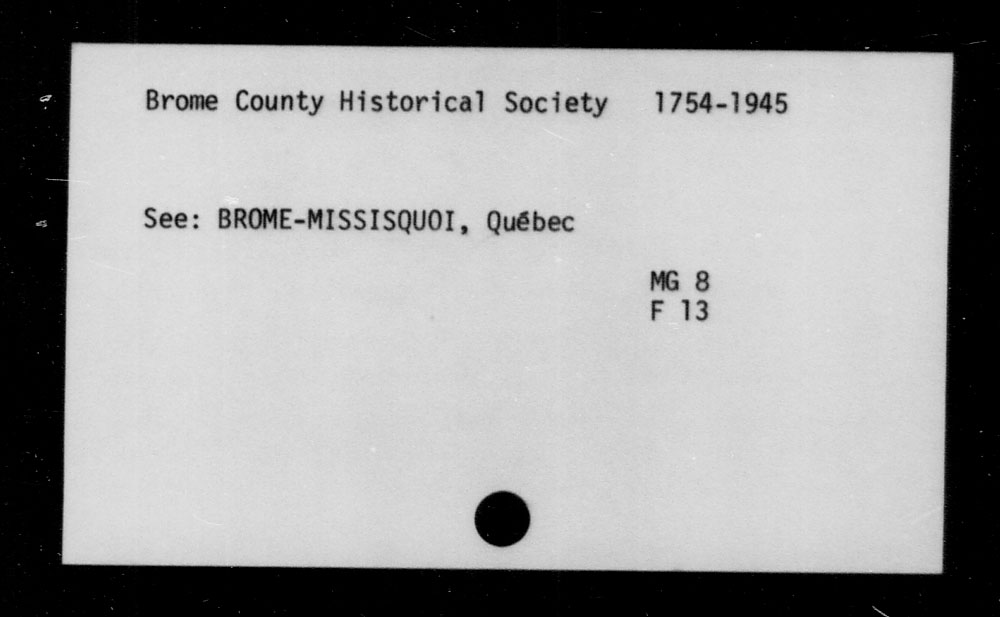 Brome County Historical Society 1754-1945
See: BROME-MISSISQUOI, Québec
MG 8
F 13